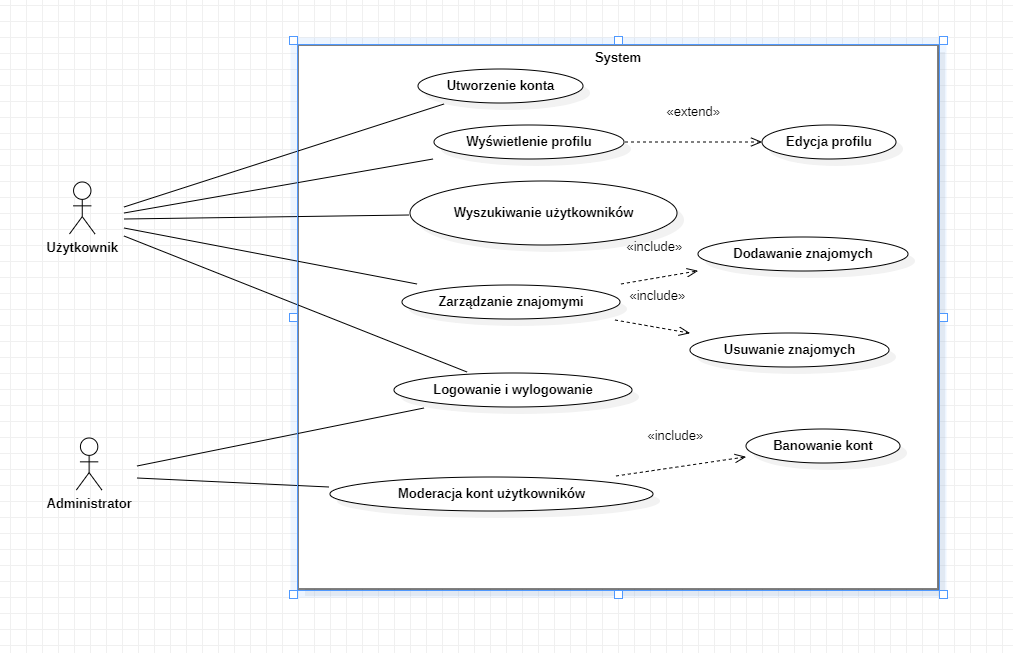 System
Utworzenie konta
«extend»
Wyświetlenie profilu
Edycja profilu
Wyszukiwanie użytkowników
Użytkownik
«include»
Dodawanie znajomych
«include»
Zarządzanie znajomymi
Usuwanie znajomych
Logowanie i wylogowanie
«include»
Banowanie kont
Moderacja kont użytkowników
Administrator